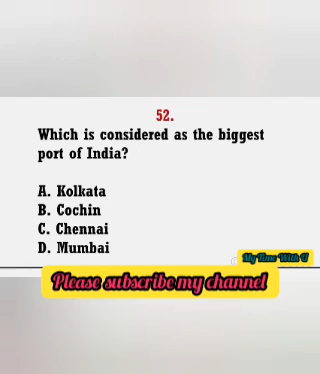 52.
Which is considered as the biggest
port of India?
A. Kolkata
B. Cochin
C. Chennai
D. Mumbai
My Time With U
Please subscribe my channel